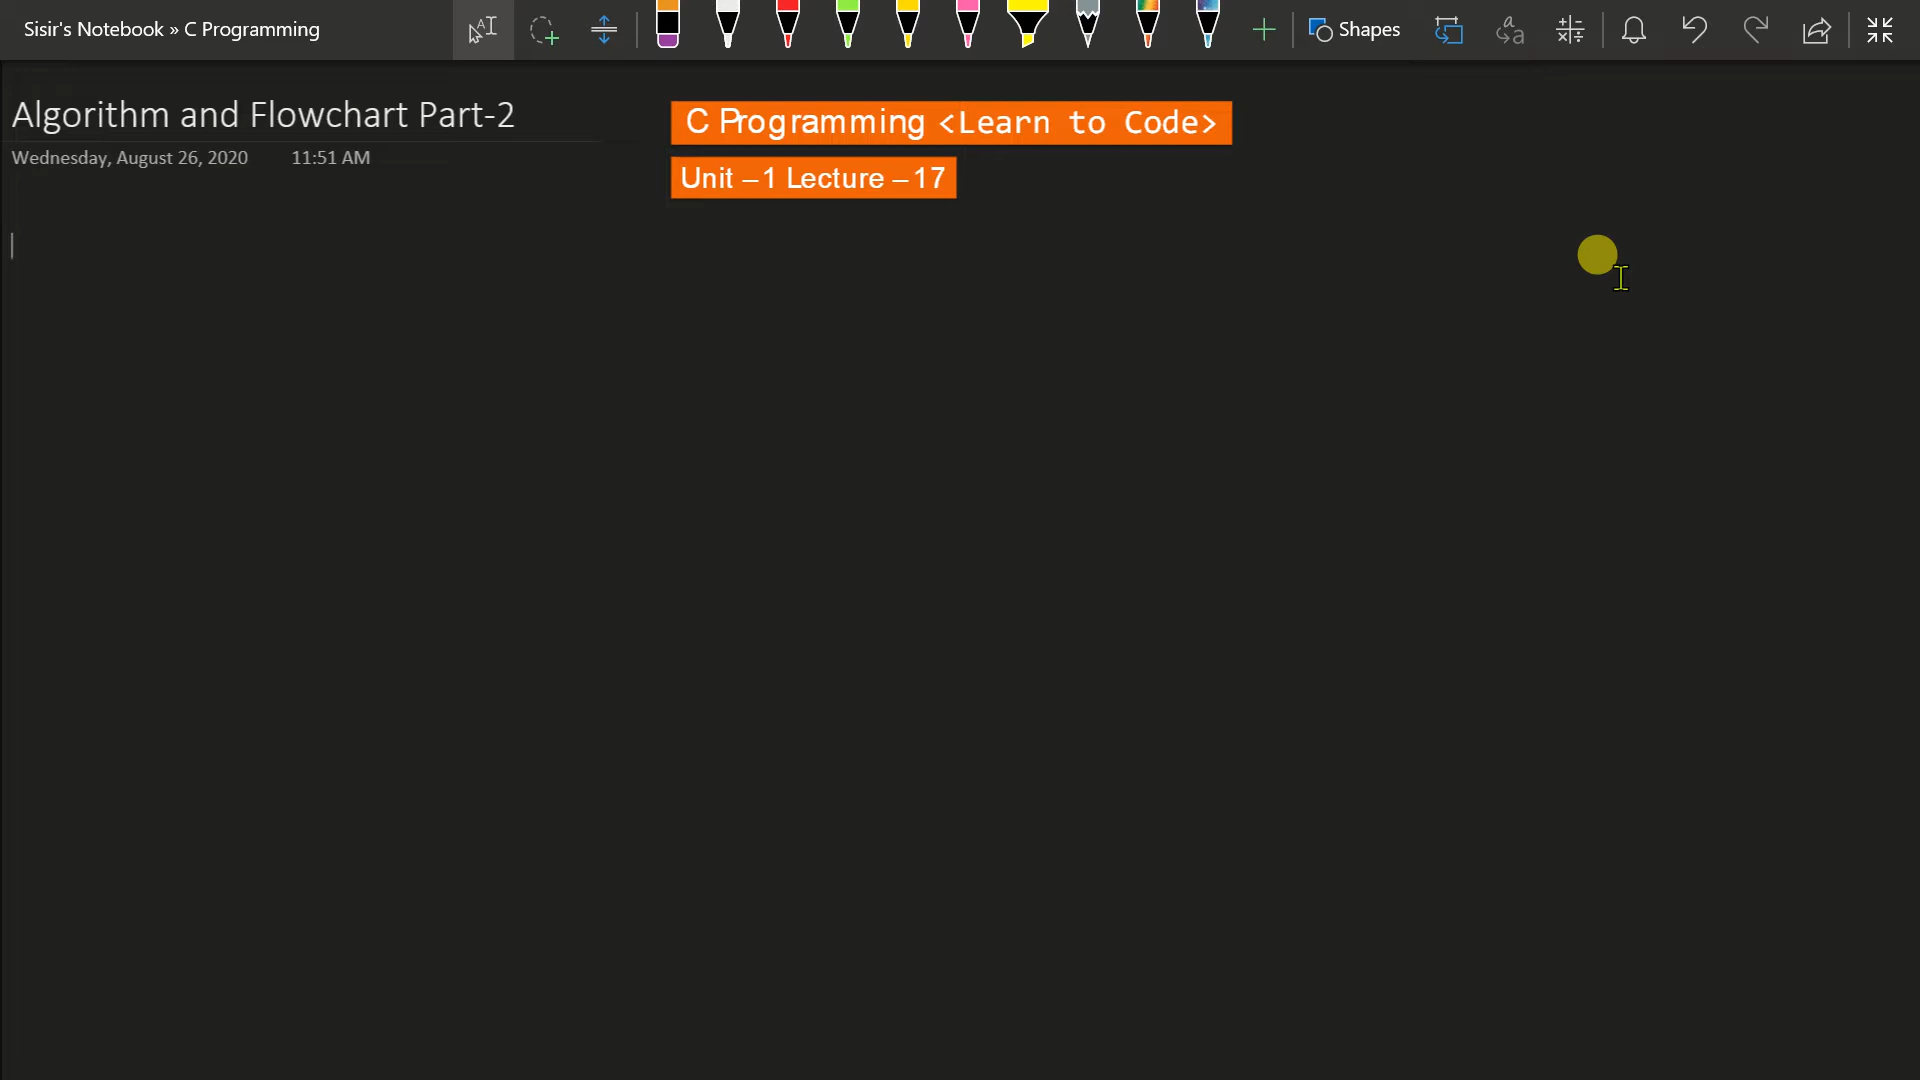 Sisir's Notebook » C Programming
Shapes
Algorithm and Flowchart Part-2
Wednesday, August 26, 2020 11:51 AM
C Programming <Learn to Code>
Unit –1 Lecture –17